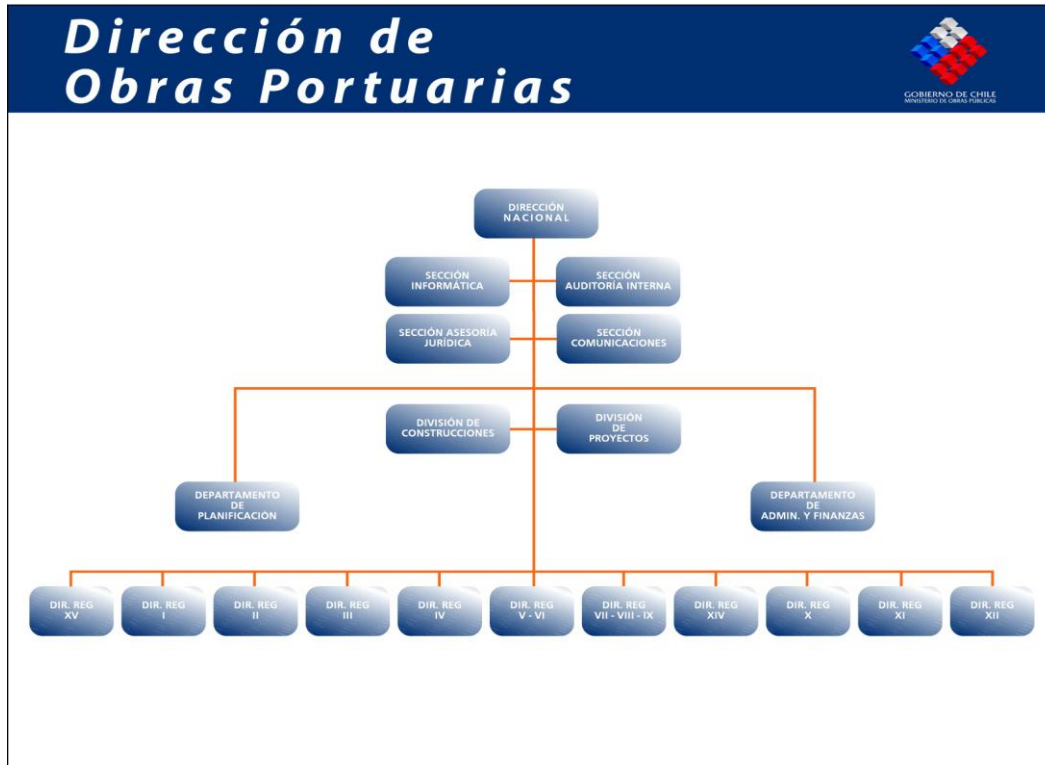 Dirección de
Obras Portuarias
GOBIERNO DE CHILE
MINISTERIO DE OBRAS PÚBLICAS
DIRECCIÓN
NACIONAL
SECCIÓN
INFORMÁTICA
SECCIÓN
AUDITORÍA INTERNA
SECCIÓN ASESORÍA
JURÍDICA
SECCIÓN
COMUNICACIONES
DIVISIÓN DE
CONSTRUCCIONES
DIVISIÓN
DE
PROYECTOS
DEPARTAMENTO
DE
PLANIFICACIÓN
DEPARTAMENTO
DE
ADMIN. Y FINANZAS
DIR. REG
XV
DIR. REG
I
DIR. REG
II
DIR. REG
III
DIR. REG
IV
DIR. REG
V - VI
DIR. REG
VII - VIII - IX
DIR. REG
XIV
DIR. REG
X
DIR. REG
XI
DIR. REG
XII